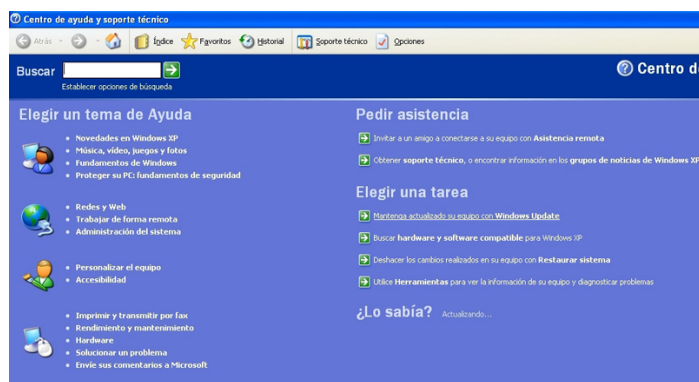 Centro de ayuda y soporte técnico
Atrás
Índice
Favoritos
Historial
Soporte técnico
Opciones
Buscar
Establecer opciones de búsqueda
Centro d
Elegir un tema de Ayuda
Novedades en Windows XP
Música, vídeo, juegos y fotos
Fundamentos de Windows
Proteger su PC: fundamentos de seguridad
Redes y Web
Trabajar de forma remota
Administración del sistema
Personalizar el equipo
Accesibilidad
Imprimir y transmitir por fax
Rendimiento y mantenimiento
Hardware
Solucionar un problema
Envíe sus comentarios a Microsoft
Pedir asistencia
Invitar a un amigo a conectarse a su equipo con Asistencia remota
Obtener soporte técnico, o encontrar información en los grupos de noticias de Windows XP
Elegir una tarea
Mantenga actualizado su equipo con Windows Update
Buscar hardware y software compatible para Windows XP
Deshacer los cambios realizados en su equipo con Restaurar sistema
Utilice Herramientas para ver la información de su equipo y diagnosticar problemas
¿Lo sabía? Actualizando...